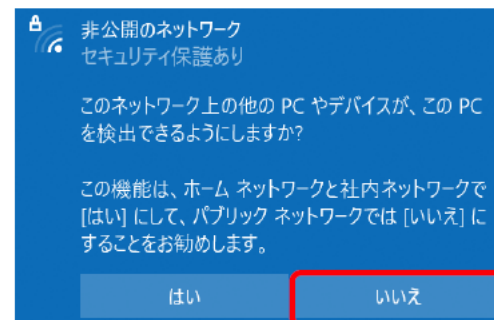 非公開のネットワーク
セキュリティ保護あり
このネットワーク上の他の PC やデバイスが、この PC
を検出できるようにしますか?
この機能は、ホーム ネットワークと社内ネットワークで
[はい] にして、パブリック ネットワークでは [いいえ] に
することをお勧めします。
はい
いいえ